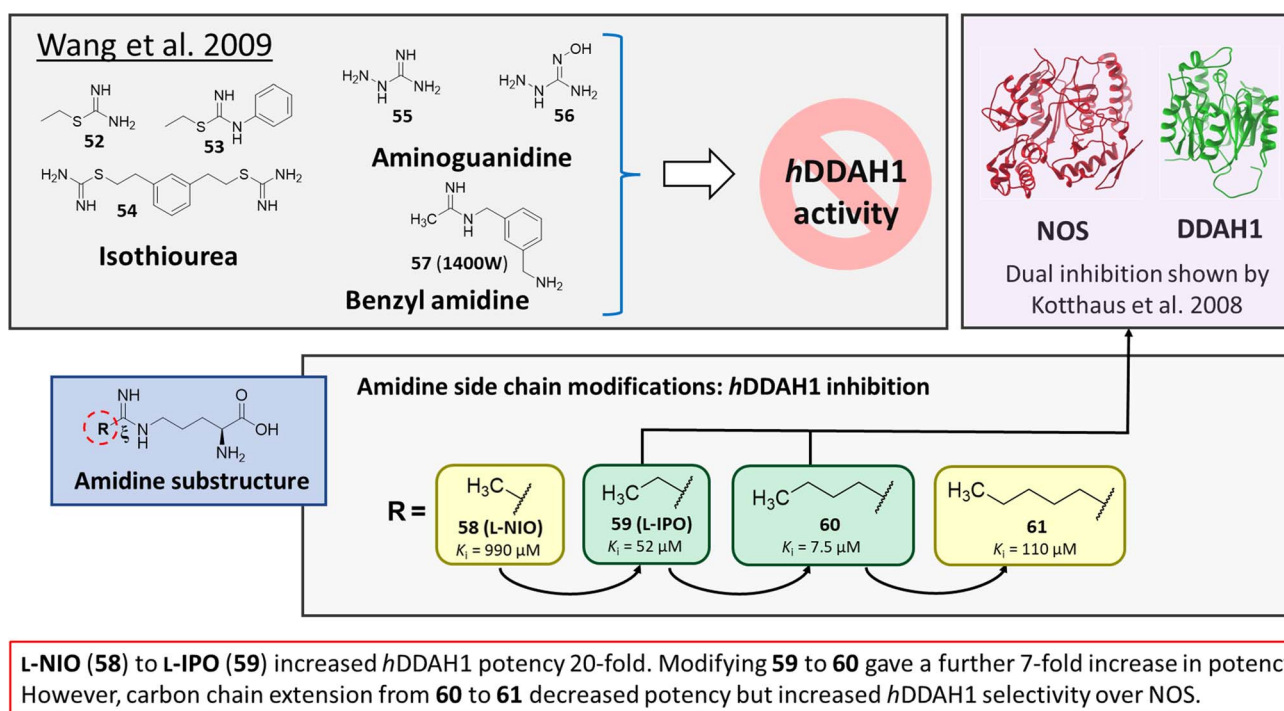 Wang et al. 2009
NH
S
NH2
52
NH
S
N
H
53
H2N
S
NH
54
S
NH2
NH
Isothiourea
NH
H2N
N
H
NH2
55
OH
N
H2N
N
H
NH2
56
Aminoguanidine
NH
H3C
N
H
57 (1400W)
NH2
Benzyl amidine
hDDAH1
activity
NOS
DDAH1
Dual inhibition shown by
Kotthaus et al. 2008
NH
R
N
H
O
OH
NH2
Amidine substructure
Amidine side chain modifications: hDDAH1 inhibition
R =
H3C
58 (L-NIO)
Ki = 990 μM
H3C
59 (L-IPO)
Ki = 52 μM
H3C
60
Ki = 7.5 μM
H3C
61
Ki = 110 μM
L-NIO (58) to L-IPO (59) increased hDDAH1 potency 20-fold. Modifying 59 to 60 gave a further 7-fold increase in potenc
However, carbon chain extension from 60 to 61 decreased potency but increased hDDAH1 selectivity over NOS.